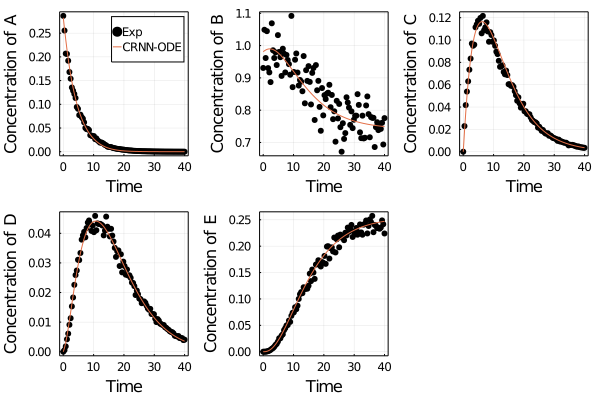 Concentration of A
0.25
0.20
0.15
0.10
0.05
0.00
0 10 20 30 40
Time
Exp
CRNN-ODE
Concentration of B
1.1
1.0
0.9
0.8
0.7
0 10 20 30 40
Time
Concentration of C
0.12
0.10
0.08
0.06
0.04
0.02
0.00
0 10 20 30 40
Time
Concentration of D
0.04
0.03
0.02
0.01
0.00
0 10 20 30 40
Time
Concentration of E
0.25
0.20
0.15
0.10
0.05
0.00
0 10 20 30 40
Time